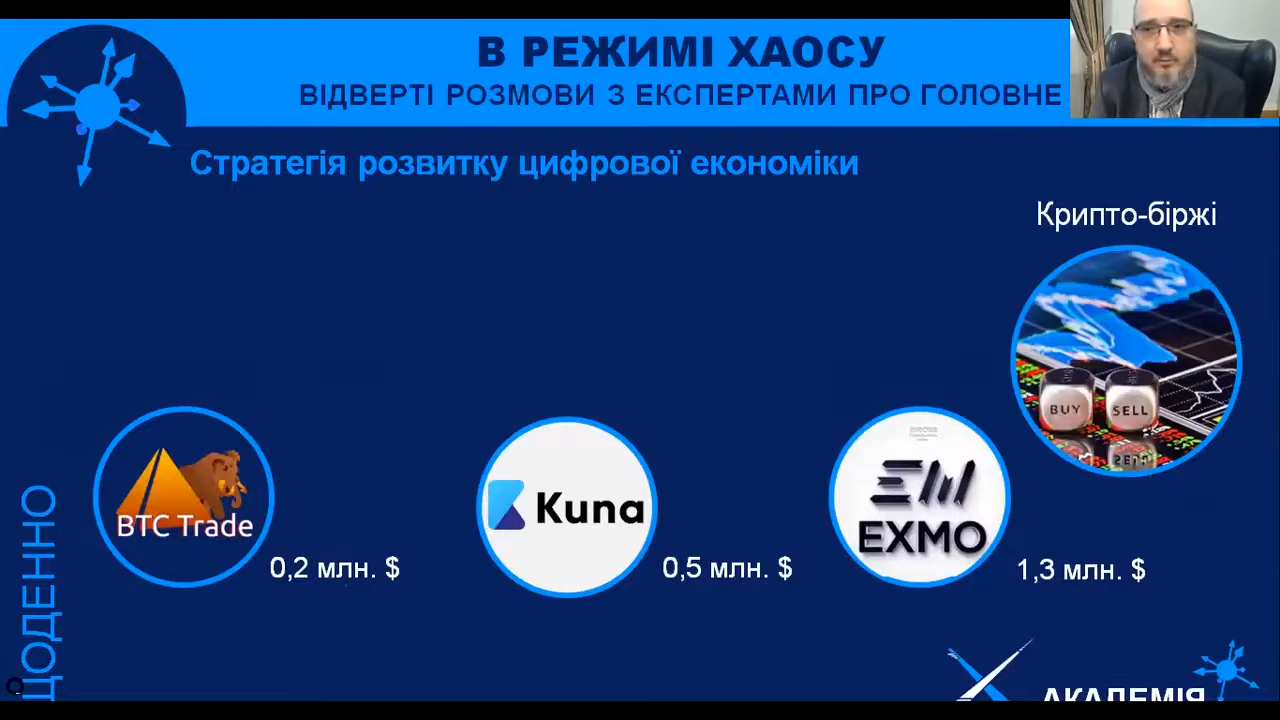 В РЕЖИМІ ХАОСУ
ВІДВЕРТІ РОЗМОВИ З ЕКСПЕРТАМИ ПРО ГОЛОВНЕ
Стратегія розвитку цифрової економіки
Крипто-біржі
BUY SELL
BTC Trade
0,2 млн. $
Kuna
0,5 млн. $
EXMO
1,3 млн. $
ЩОДЕННО
АКАДЕМІЯ